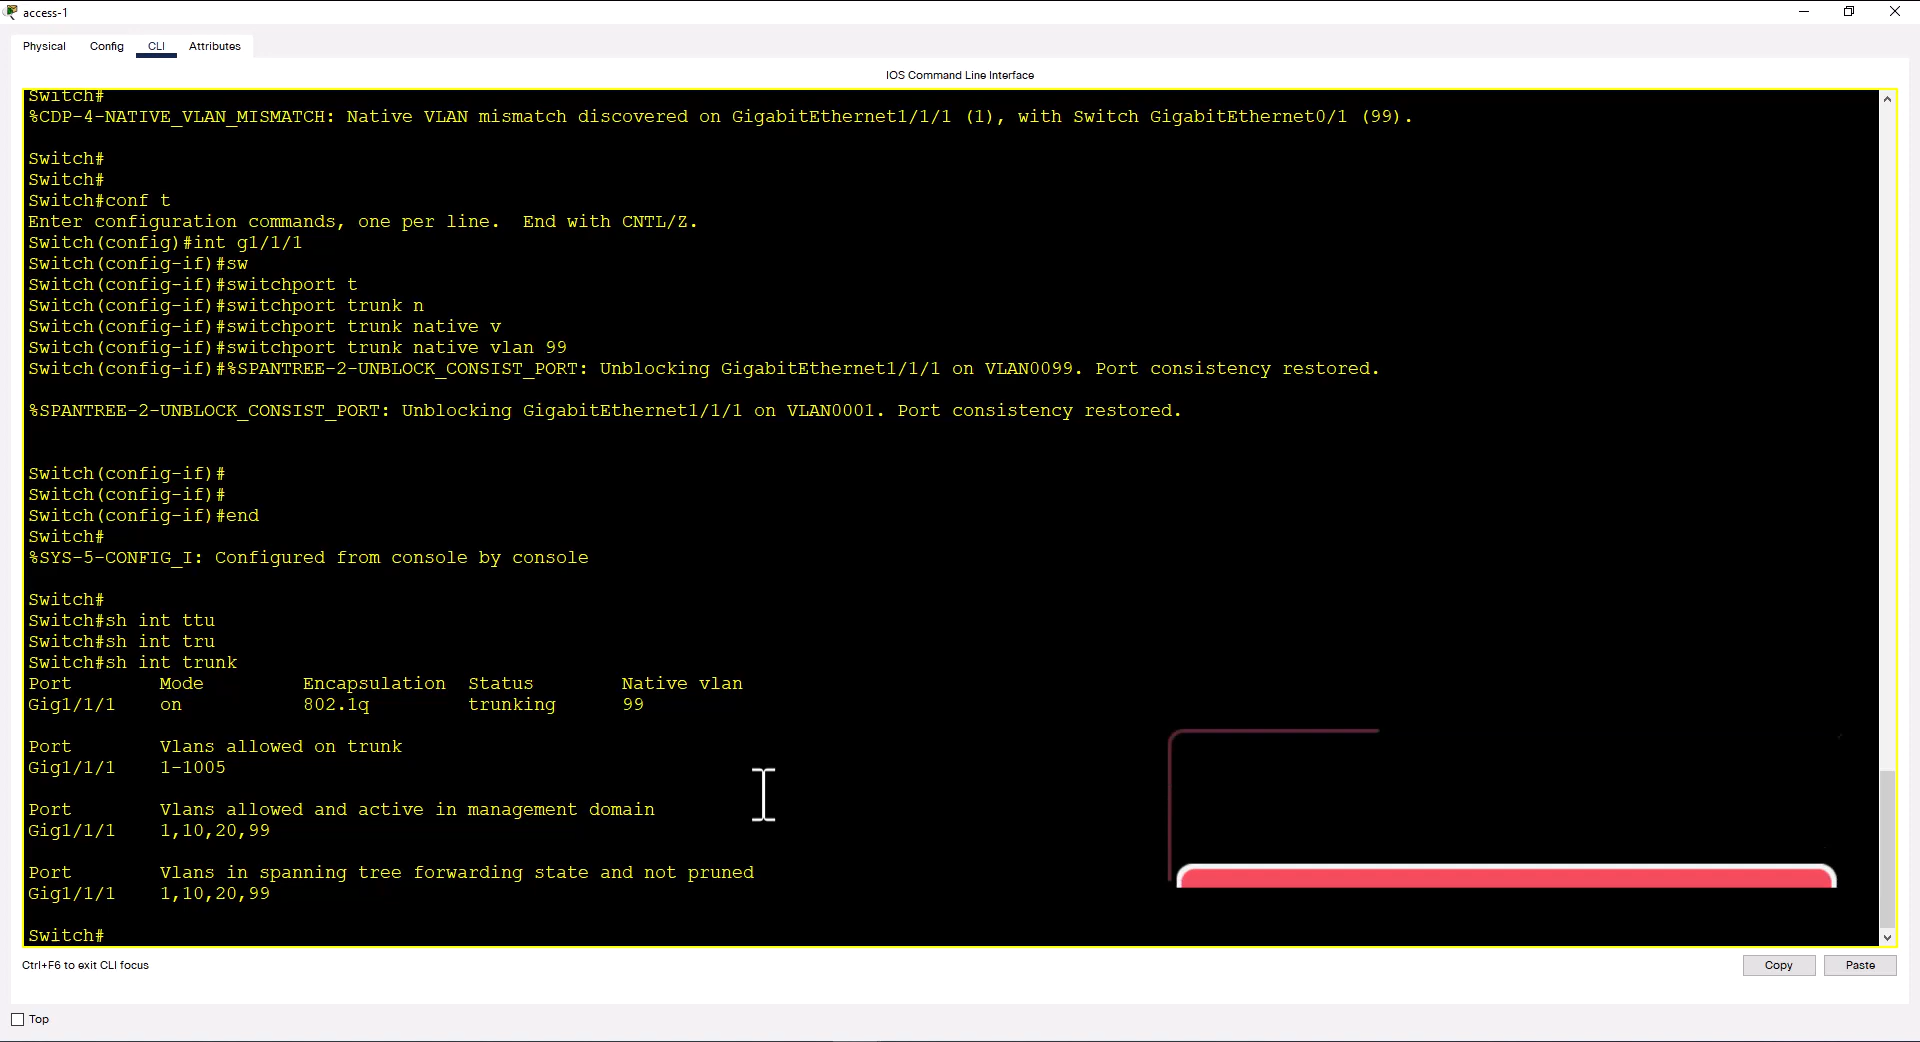 access-1
Physical Config CLI Attributes
IOS Command Line Interface
Switch#
%CDP-4-NATIVE_VLAN_MISMATCH: Native VLAN mismatch discovered on GigabitEthernet1/1/1 (1), with Switch GigabitEthernet0/1 (99).
Switch#
Switch#
Switch#conf t
Enter configuration commands, one per line.  End with CNTL/Z.
Switch(config)#int g1/1/1
Switch(config-if)#sw
Switch(config-if)#switchport t
Switch(config-if)#switchport trunk n
Switch(config-if)#switchport trunk native v
Switch(config-if)#switchport trunk native vlan 99
Switch(config-if)#%SPANTREE-2-UNBLOCK_CONSIST_PORT: Unblocking GigabitEthernet1/1/1 on VLAN0099. Port consistency restored.
%SPANTREE-2-UNBLOCK_CONSIST_PORT: Unblocking GigabitEthernet1/1/1 on VLAN0001. Port consistency restored.
Switch(config-if)#
Switch(config-if)#
Switch(config-if)#end
Switch#
%SYS-5-CONFIG_I: Configured from console by console
Switch#
Switch#sh int ttu
Switch#sh int tru
Switch#sh int trunk
Port        Mode         Encapsulation  Status        Native vlan
Gig1/1/1    on           802.1q         trunking      99
Port        Vlans allowed on trunk
Gig1/1/1    1-1005
Port        Vlans allowed and active in management domain
Gig1/1/1    1,10,20,99
Port        Vlans in spanning tree forwarding state and not pruned
Gig1/1/1    1,10,20,99
Switch#
Ctrl+F6 to exit CLI focus
Copy Paste
Top